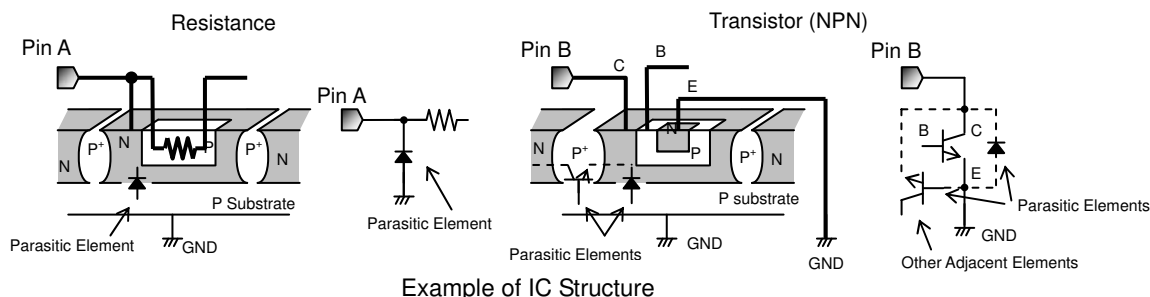 Resistance
Transistor (NPN)
Pin A
Pin B
B
C
E
Pin B
Pin A
N
P⁺
N
P
P⁺
N
P Substrate
GND
Parasitic Element
Parasitic Element
N
P⁺
N
P
P⁺
N
P substrate
GND
Parasitic Elements
GND
B
C
E
Parasitic Elements
GND
Other Adjacent Elements
Example of IC Structure